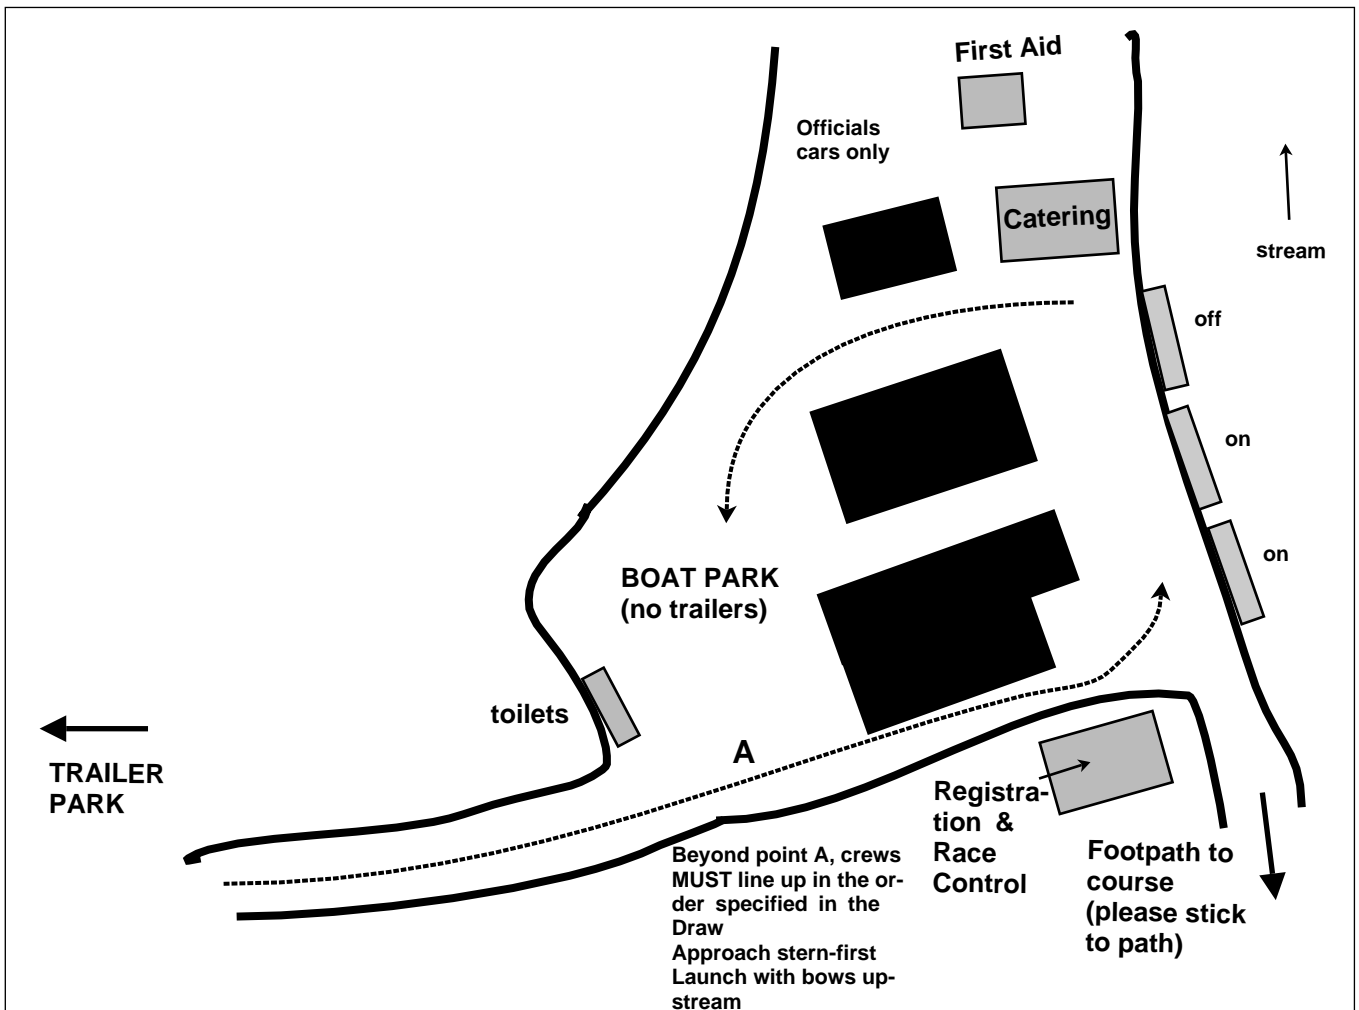 First Aid
Officials
cars only
Catering
stream
off
on
on
BOAT PARK
(no trailers)
toilets
A
TRAILER
PARK
Registra-
tion & 
Race
Control
Beyond point A, crews
MUST line up in the or-
der specified in the
Draw
Approach stern-first
Launch with bows up-
stream
Footpath to
course
(please stick
to path)